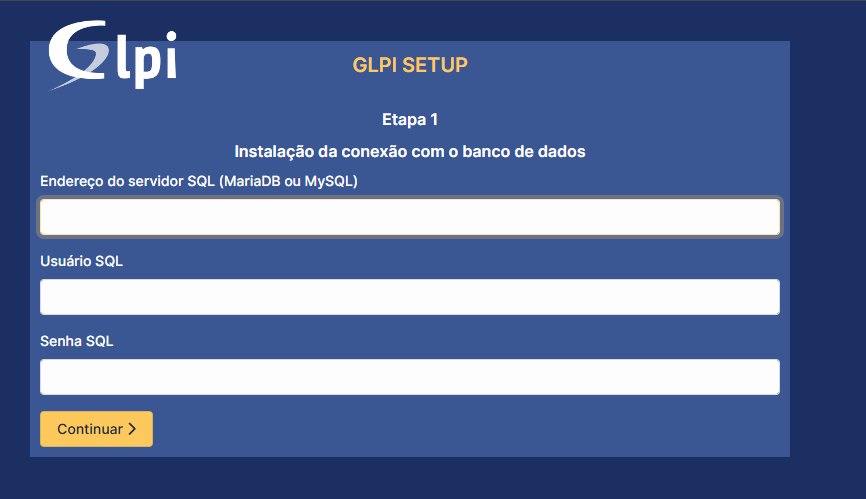 Glpi
GLPI SETUP
Etapa 1
Instalação da conexão com o banco de dados
Endereço do servidor SQL (MariaDB ou MySQL)
Usuário SQL
Senha SQL
Continuar